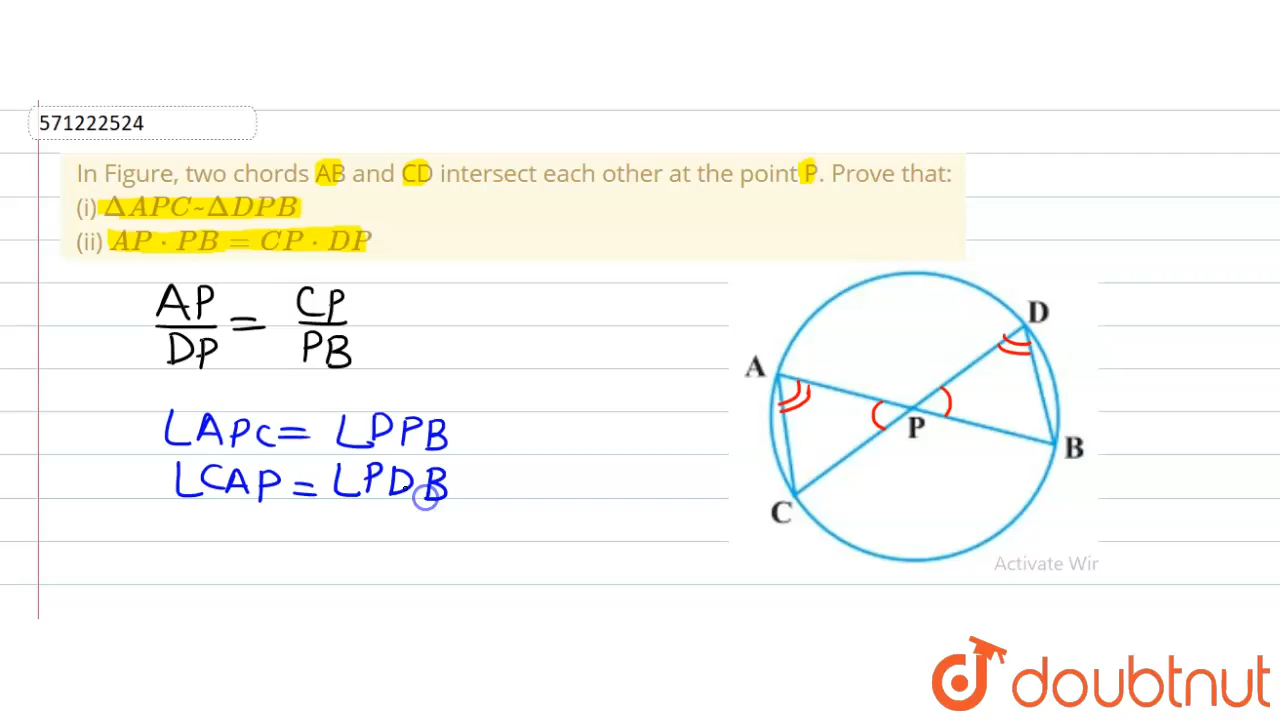 571222524
In Figure, two chords AB and CD intersect each other at the point P. Prove that:
(i) ΔAPC~ΔDPB
(ii) AP · PB = CP · DP
AP/DP = CP/PB
∠APC = ∠DPB
∠CAP = ∠PDB
D
A
P
B
C
Activate Wir
doubtnut